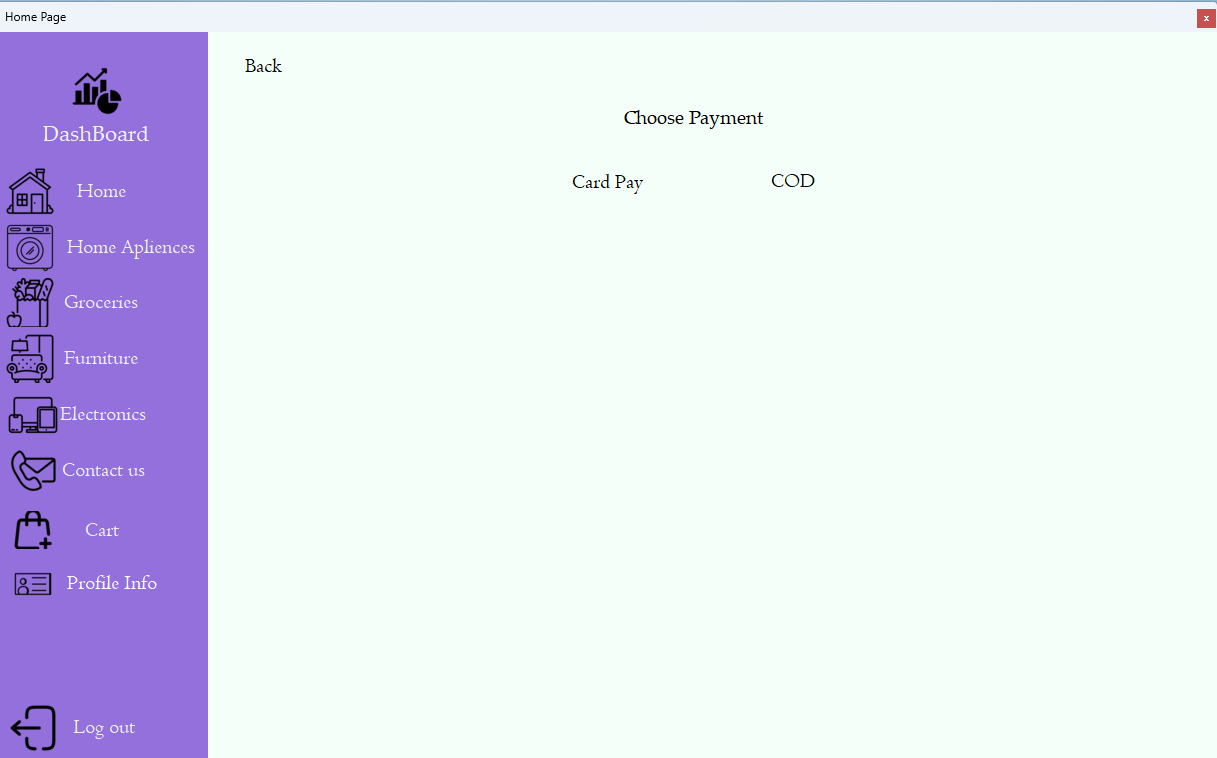 Home Page
x
DashBoard
Home
Home Apliences
Groceries
Furniture
Electronics
Contact us
Cart
Profile Info
Log out
Back
Choose Payment
Card Pay
COD